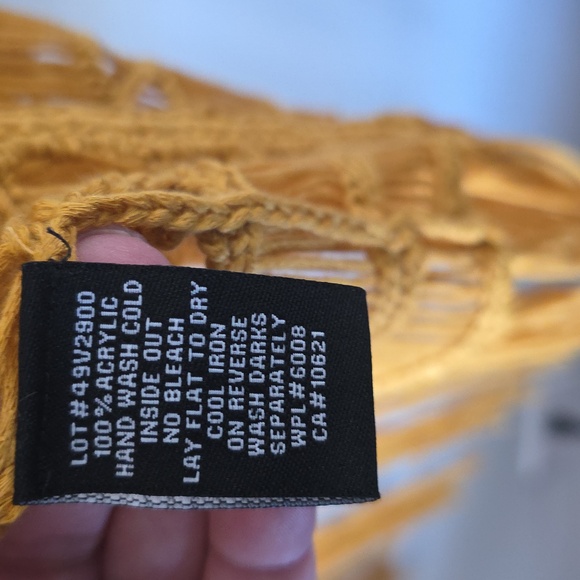 LOT#49V2900
100% ACRYLIC
HAND WASH COLD
INSIDE OUT
NO BLEACH
LAY FLAT TO DRY
COOL IRON
ON REVERSE
WASH DARKS
SEPARATELY
WPL#6008
CA#10621